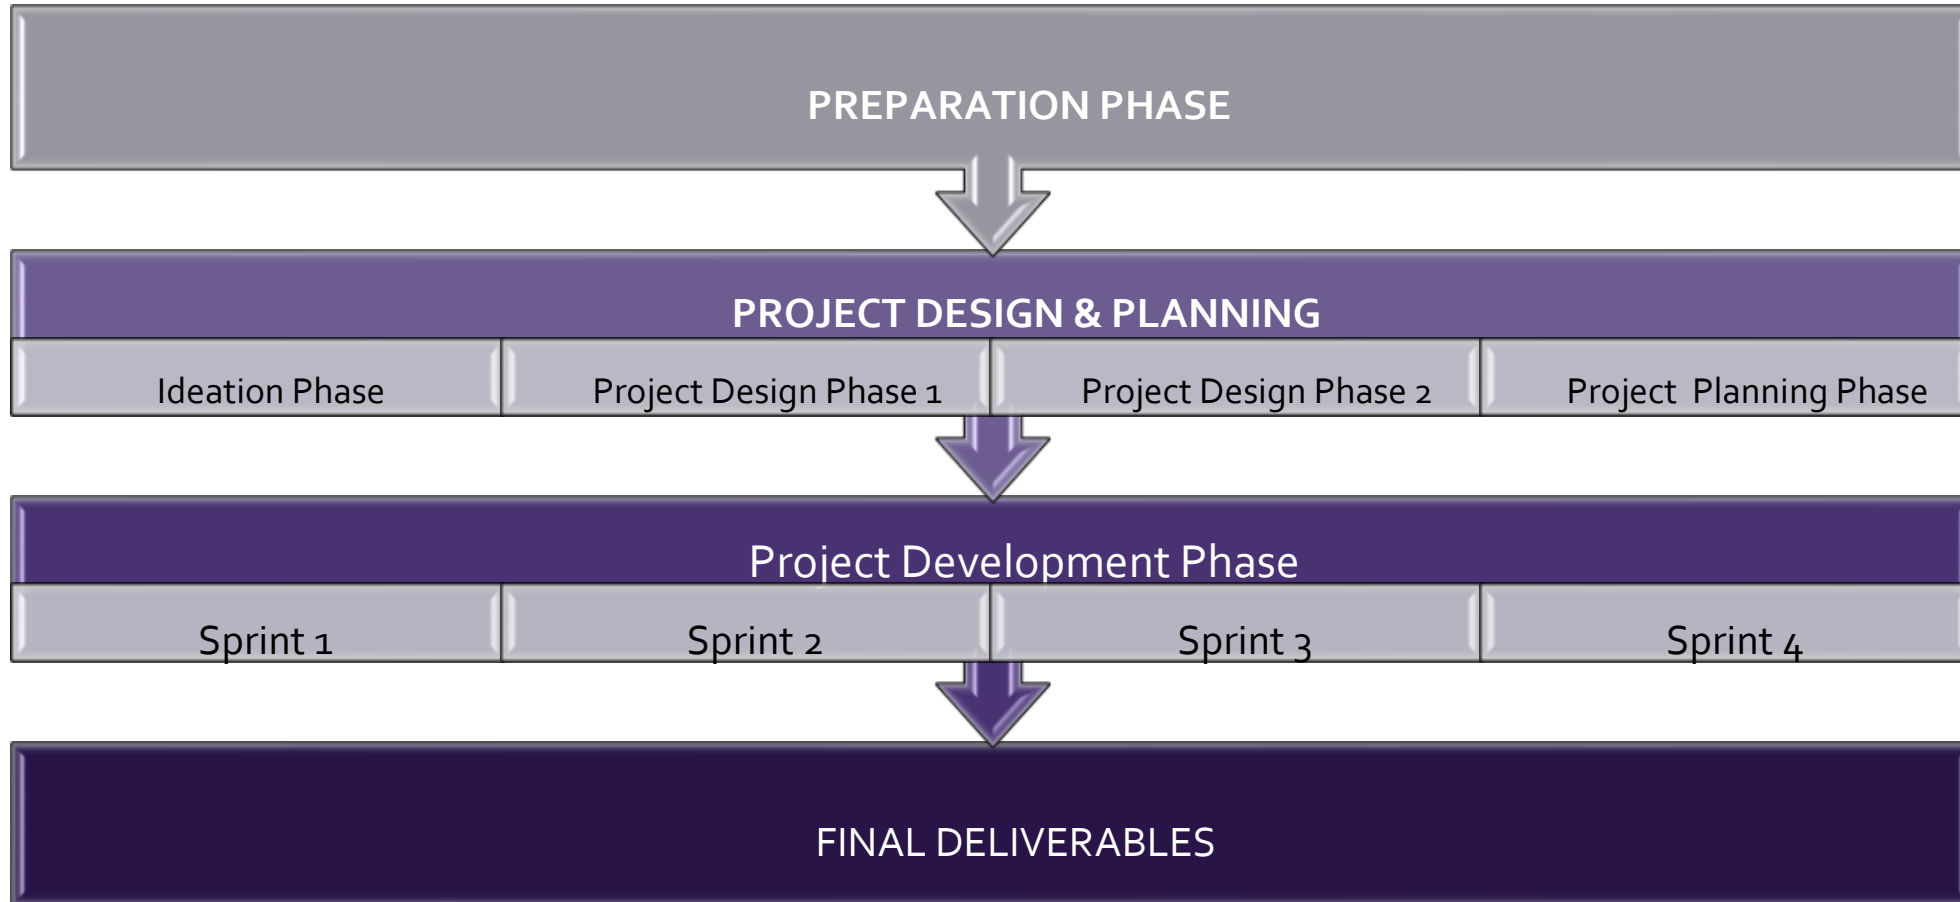 PREPARATION PHASE
PROJECT DESIGN & PLANNING
Ideation Phase
Project Design Phase 1
Project Design Phase 2
Project  Planning Phase
Project Development Phase
Sprint 1
Sprint 2
Sprint 3
Sprint 4
FINAL DELIVERABLES